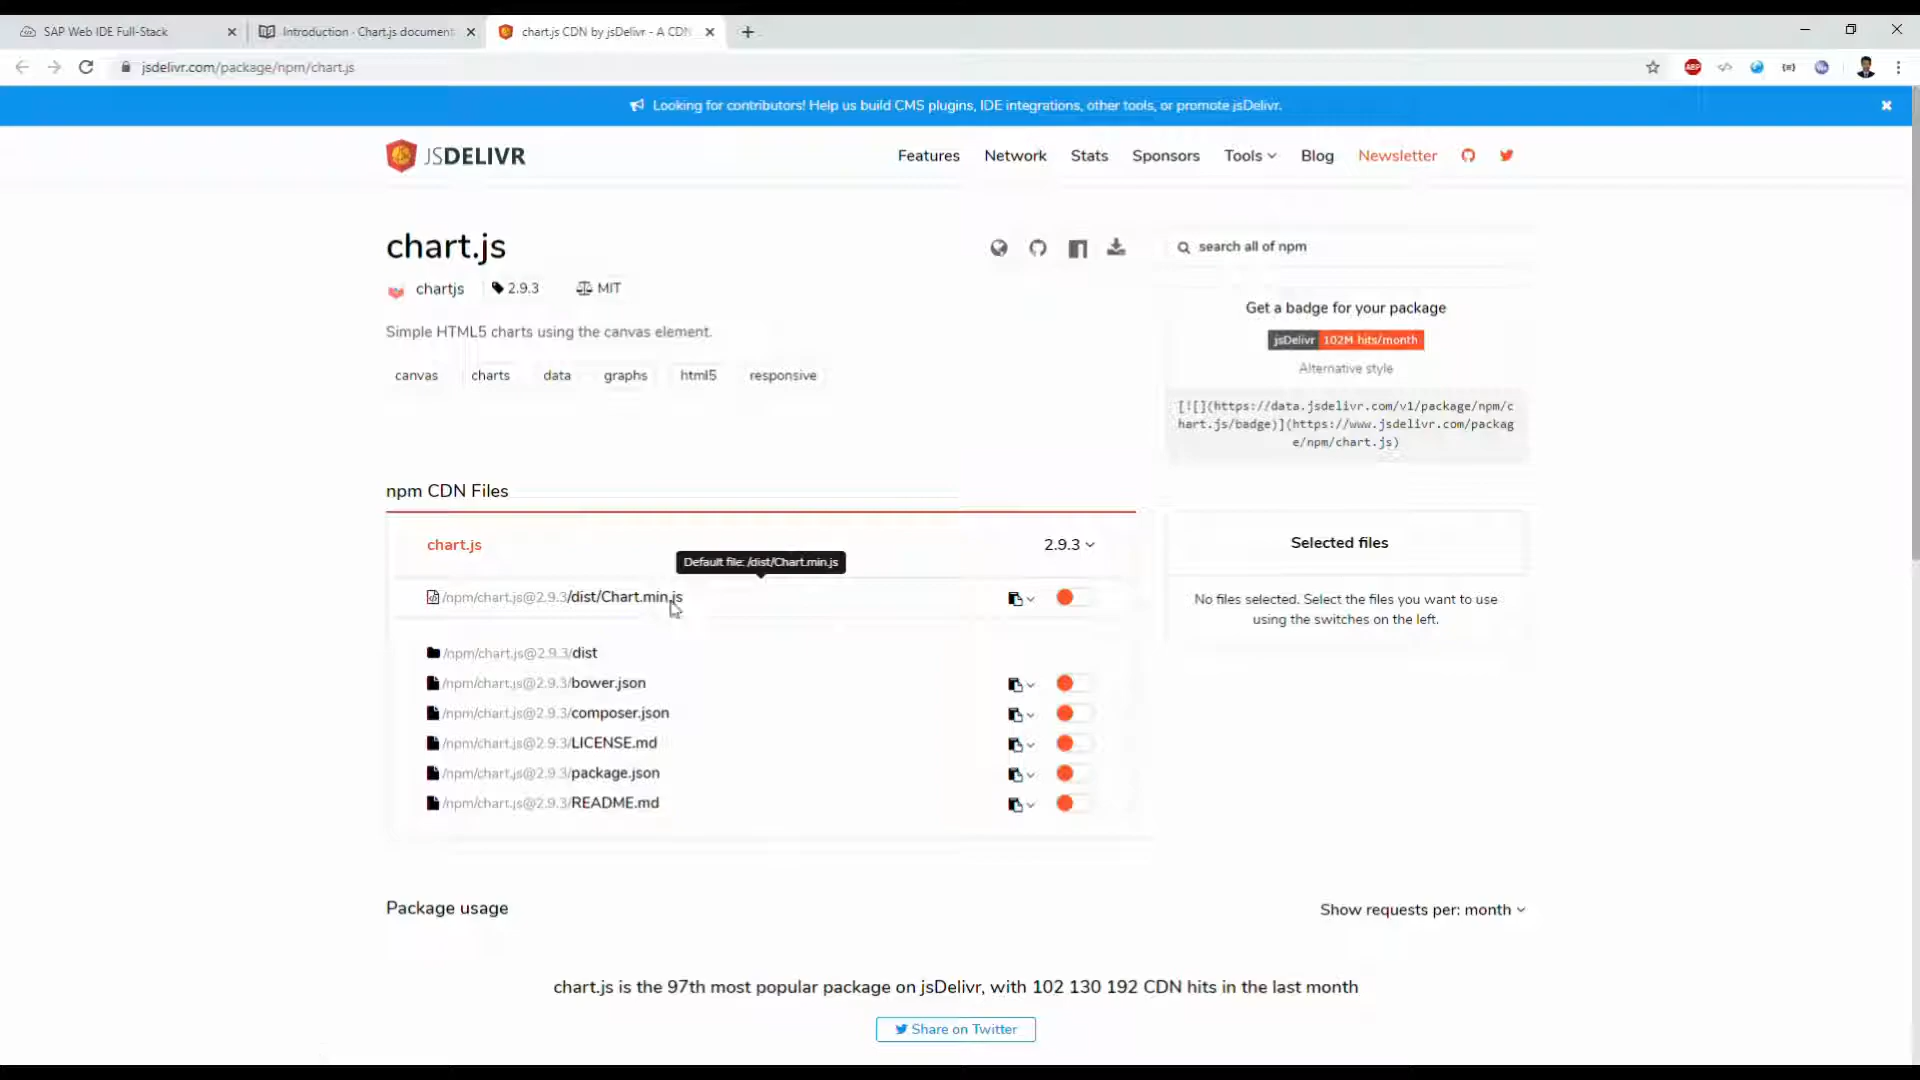 SAP Web IDE Full-Stack
Introduction · Chart.js document
chart.js CDN by jsDelivr - A CDN
jsdelivr.com/package/npm/chart.js
ABP
Looking for contributors! Help us build CMS plugins, IDE integrations, other tools, or promote jsDelivr.
JSDELIVR
Features
Network
Stats
Sponsors
Tools
Blog
Newsletter
chart.js
search all of npm
chartjs
2.9.3
MIT
Simple HTML5 charts using the canvas element.
canvas
charts
data
graphs
html5
responsive
Get a badge for your package
jsDelivr 102M hits/month
Alternative style
[![](https://data.jsdelivr.com/v1/package/npm/c
hart.js/badge)](https://www.jsdelivr.com/packag
e/npm/chart.js)
npm CDN Files
chart.js
2.9.3
Default file: /dist/Chart.min.js
/npm/chart.js@2.9.3/dist/Chart.min.js
/npm/chart.js@2.9.3/dist
/npm/chart.js@2.9.3/bower.json
/npm/chart.js@2.9.3/composer.json
/npm/chart.js@2.9.3/LICENSE.md
/npm/chart.js@2.9.3/package.json
/npm/chart.js@2.9.3/README.md
Selected files
No files selected. Select the files you want to use
using the switches on the left.
Package usage
Show requests per: month
chart.js is the 97th most popular package on jsDelivr, with 102 130 192 CDN hits in the last month
Share on Twitter